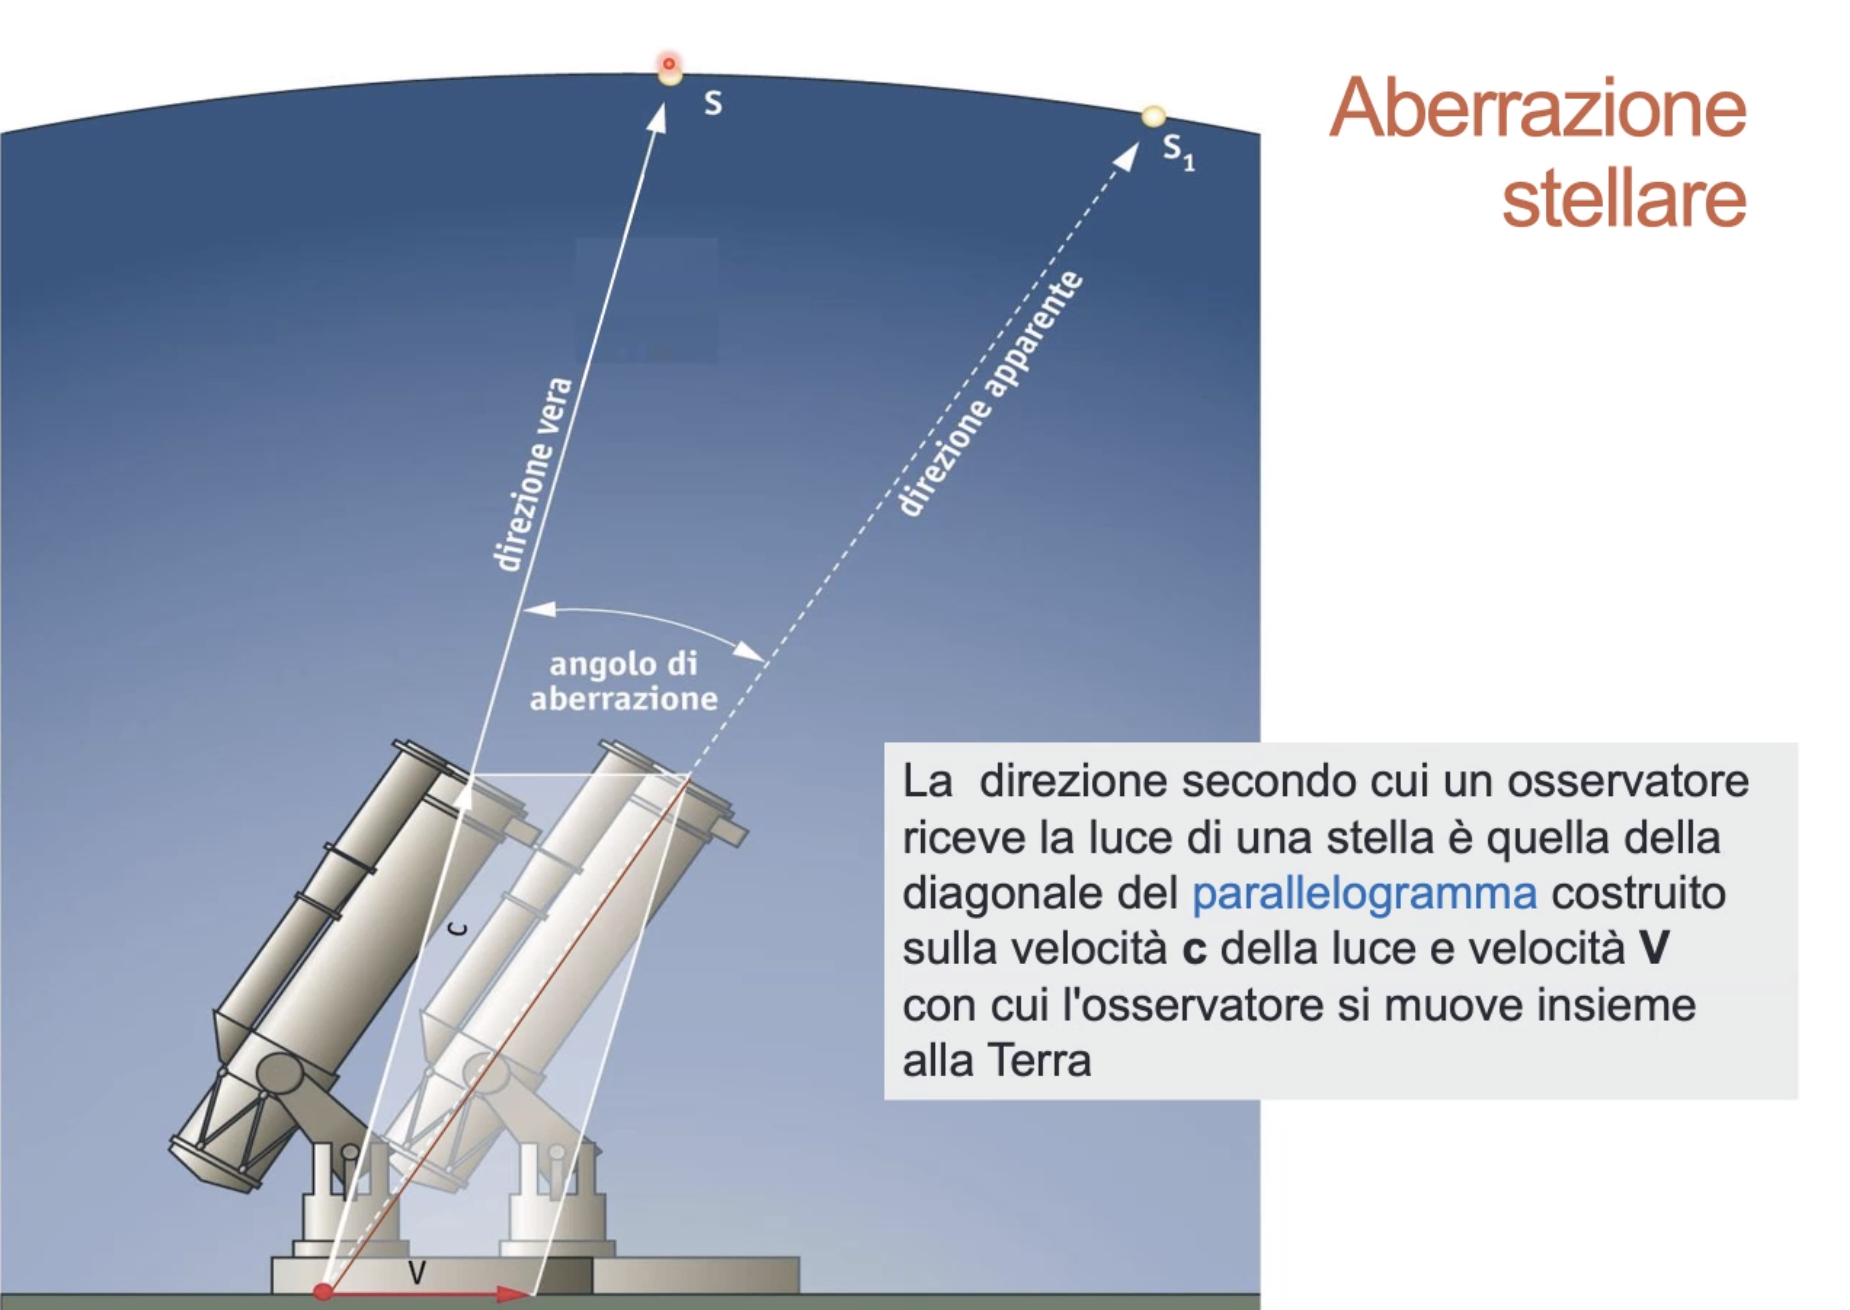 Aberrazione
stellare
S
S1
direzione vera
direzione apparente
angolo di
aberrazione
c
V
La  direzione secondo cui un osservatore
riceve la luce di una stella è quella della
diagonale del parallelogramma costruito
sulla velocità c della luce e velocità V
con cui l'osservatore si muove insieme
alla Terra